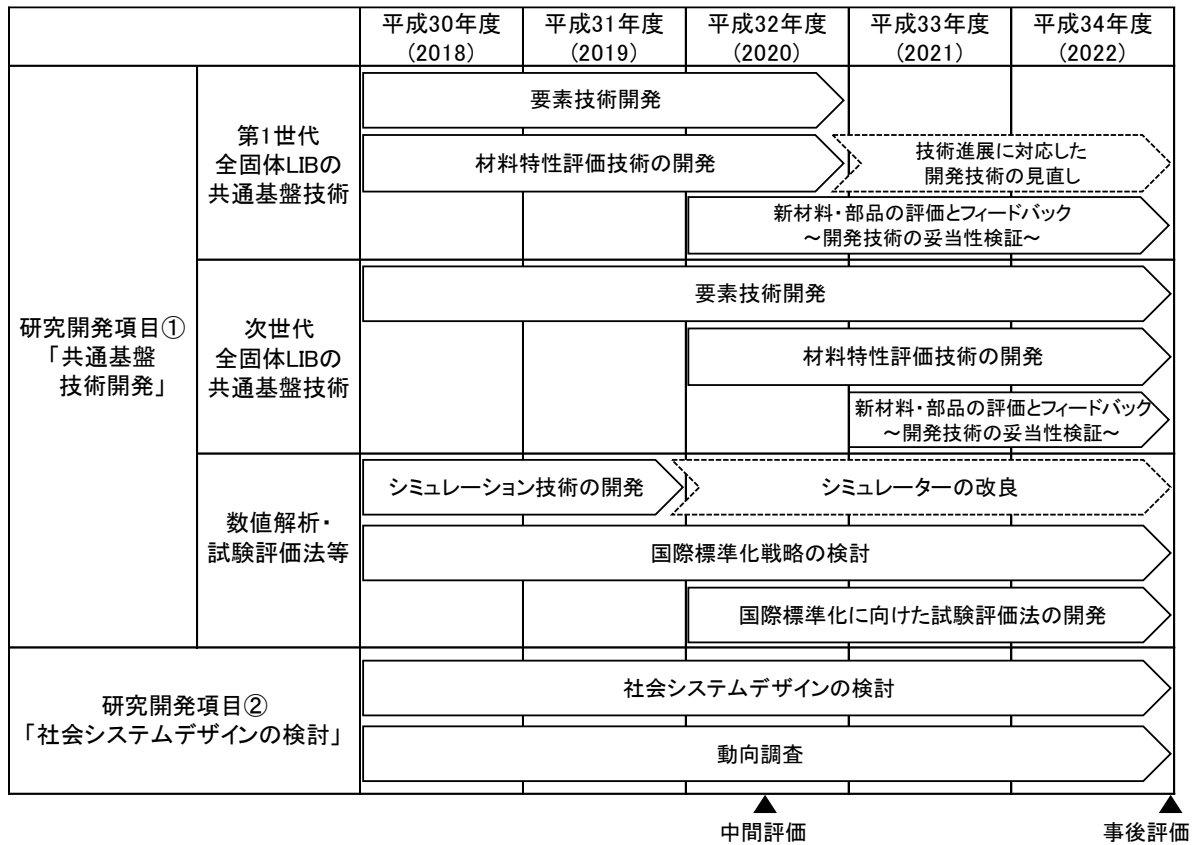 平成30年度
(2018)
平成31年度
(2019)
平成32年度
(2020)
平成33年度
(2021)
平成34年度
(2022)
研究開発項目①
「共通基盤
技術開発」
第1世代
全固体LIBの
共通基盤技術
要素技術開発
材料特性評価技術の開発
技術進展に対応した
開発技術の見直し
新材料・部品の評価とフィードバック
～開発技術の妥当性検証～
次世代
全固体LIBの
共通基盤技術
要素技術開発
材料特性評価技術の開発
新材料・部品の評価とフィードバック
～開発技術の妥当性検証～
数値解析・
試験評価法等
シミュレーション技術の開発
シミュレーターの改良
国際標準化戦略の検討
国際標準化に向けた試験評価法の開発
研究開発項目②
「社会システムデザインの検討」
社会システムデザインの検討
動向調査
中間評価
事後評価